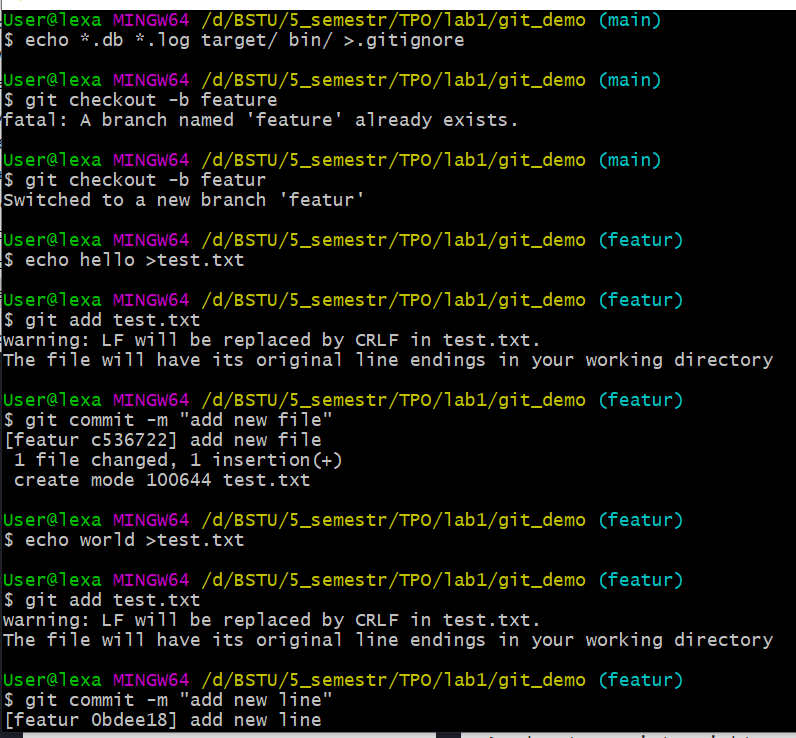 User@lexa MINGW64 /d/BSTU/5_semestr/TPO/lab1/git_demo (main)
$ echo *.db *.log target/ bin/ >.gitignore
User@lexa MINGW64 /d/BSTU/5_semestr/TPO/lab1/git_demo (main)
$ git checkout -b feature
fatal: A branch named 'feature' already exists.
User@lexa MINGW64 /d/BSTU/5_semestr/TPO/lab1/git_demo (main)
$ git checkout -b featur
Switched to a new branch 'featur'
User@lexa MINGW64 /d/BSTU/5_semestr/TPO/lab1/git_demo (featur)
$ echo hello >test.txt
User@lexa MINGW64 /d/BSTU/5_semestr/TPO/lab1/git_demo (featur)
$ git add test.txt
warning: LF will be replaced by CRLF in test.txt.
The file will have its original line endings in your working directory
User@lexa MINGW64 /d/BSTU/5_semestr/TPO/lab1/git_demo (featur)
$ git commit -m "add new file"
[featur c536722] add new file
1 file changed, 1 insertion(+)
create mode 100644 test.txt
User@lexa MINGW64 /d/BSTU/5_semestr/TPO/lab1/git_demo (featur)
$ echo world >test.txt
User@lexa MINGW64 /d/BSTU/5_semestr/TPO/lab1/git_demo (featur)
$ git add test.txt
warning: LF will be replaced by CRLF in test.txt.
The file will have its original line endings in your working directory
User@lexa MINGW64 /d/BSTU/5_semestr/TPO/lab1/git_demo (featur)
$ git commit -m "add new line"
[featur 0bdee18] add new line